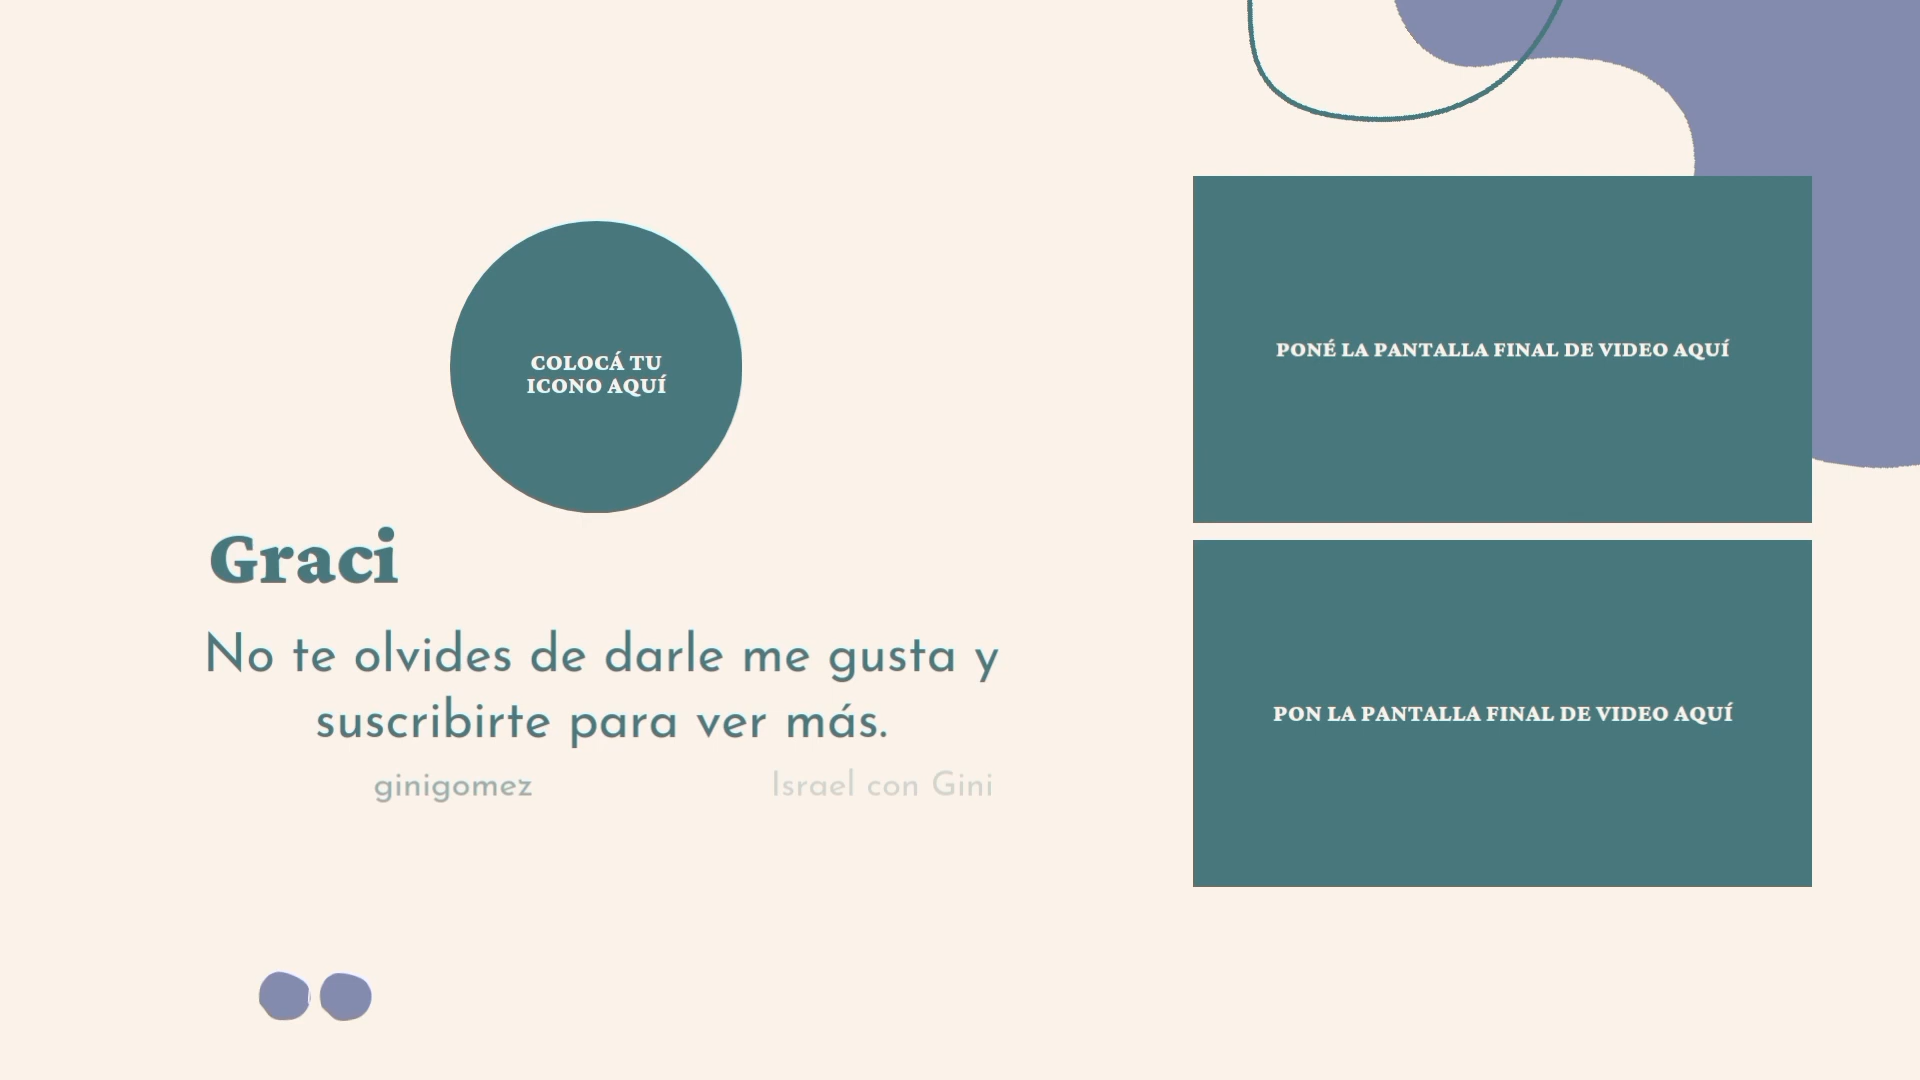 COLOCÁ TU
ICONO AQUÍ
Graci
No te olvides de darle me gusta y
suscribirte para ver más.
ginigomez
Israel con Gini
PONÉ LA PANTALLA FINAL DE VIDEO AQUÍ
PON LA PANTALLA FINAL DE VIDEO AQUÍ